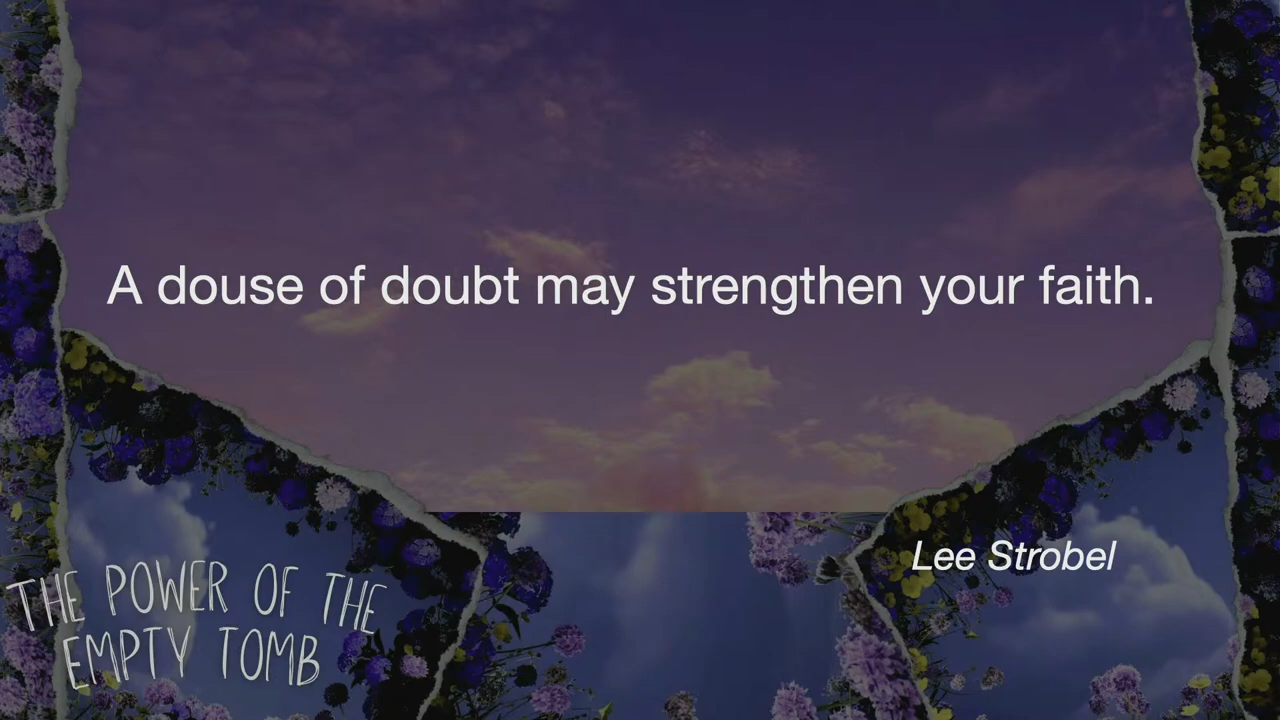 A douse of doubt may strengthen your faith.
Lee Strobel
THE POWER OF THE
EMPTY TOMB